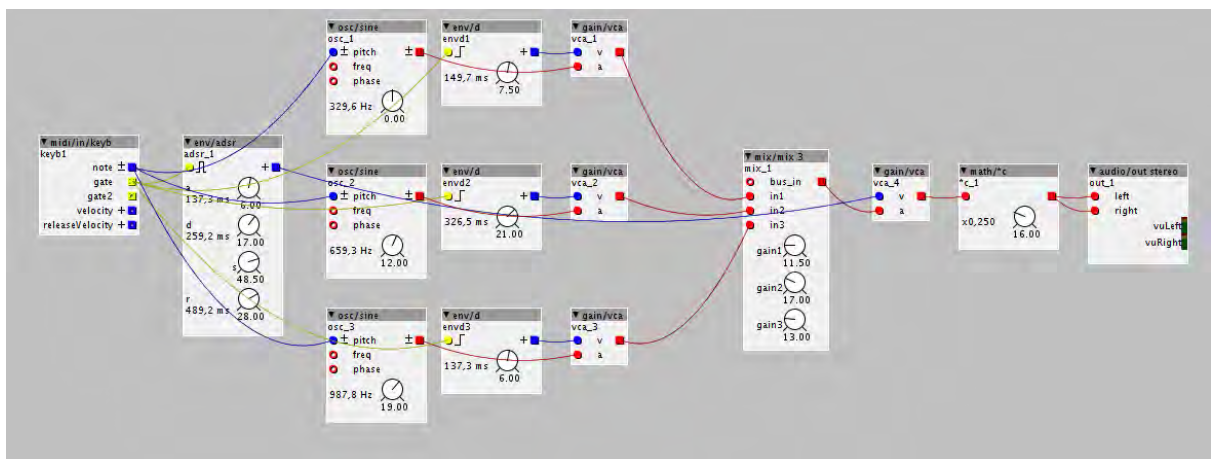 midi/in/keyb
keyb1
note ±
gate
gate2
velocity +
releaseVelocity +
env/adsr
adsr_1
+
a
137,3 ms
6.00
d
259,2 ms
17.00
s
48.50
r
489,2 ms
28.00
osc/sine
osc_1
± pitch ±
freq
phase
329,6 Hz
0.00
env/d
envd1
+
149,7 ms
7.50
gain/vca
vca_1
v
a
osc/sine
osc_2
± pitch ±
freq
phase
659,3 Hz
12.00
env/d
envd2
+
326,5 ms
21.00
gain/vca
vca_2
v
a
osc/sine
osc_3
± pitch ±
freq
phase
987,8 Hz
19.00
env/d
envd3
+
137,3 ms
6.00
gain/vca
vca_3
v
a
mix/mix 3
mix_1
bus_in
in1
in2
in3
gain1
11.50
gain2
17.00
gain3
13.00
gain/vca
vca_4
v
a
math/*c
*c_1
x0,250
16.00
audio/out stereo
out_1
left
right
vuLeft
vuRight